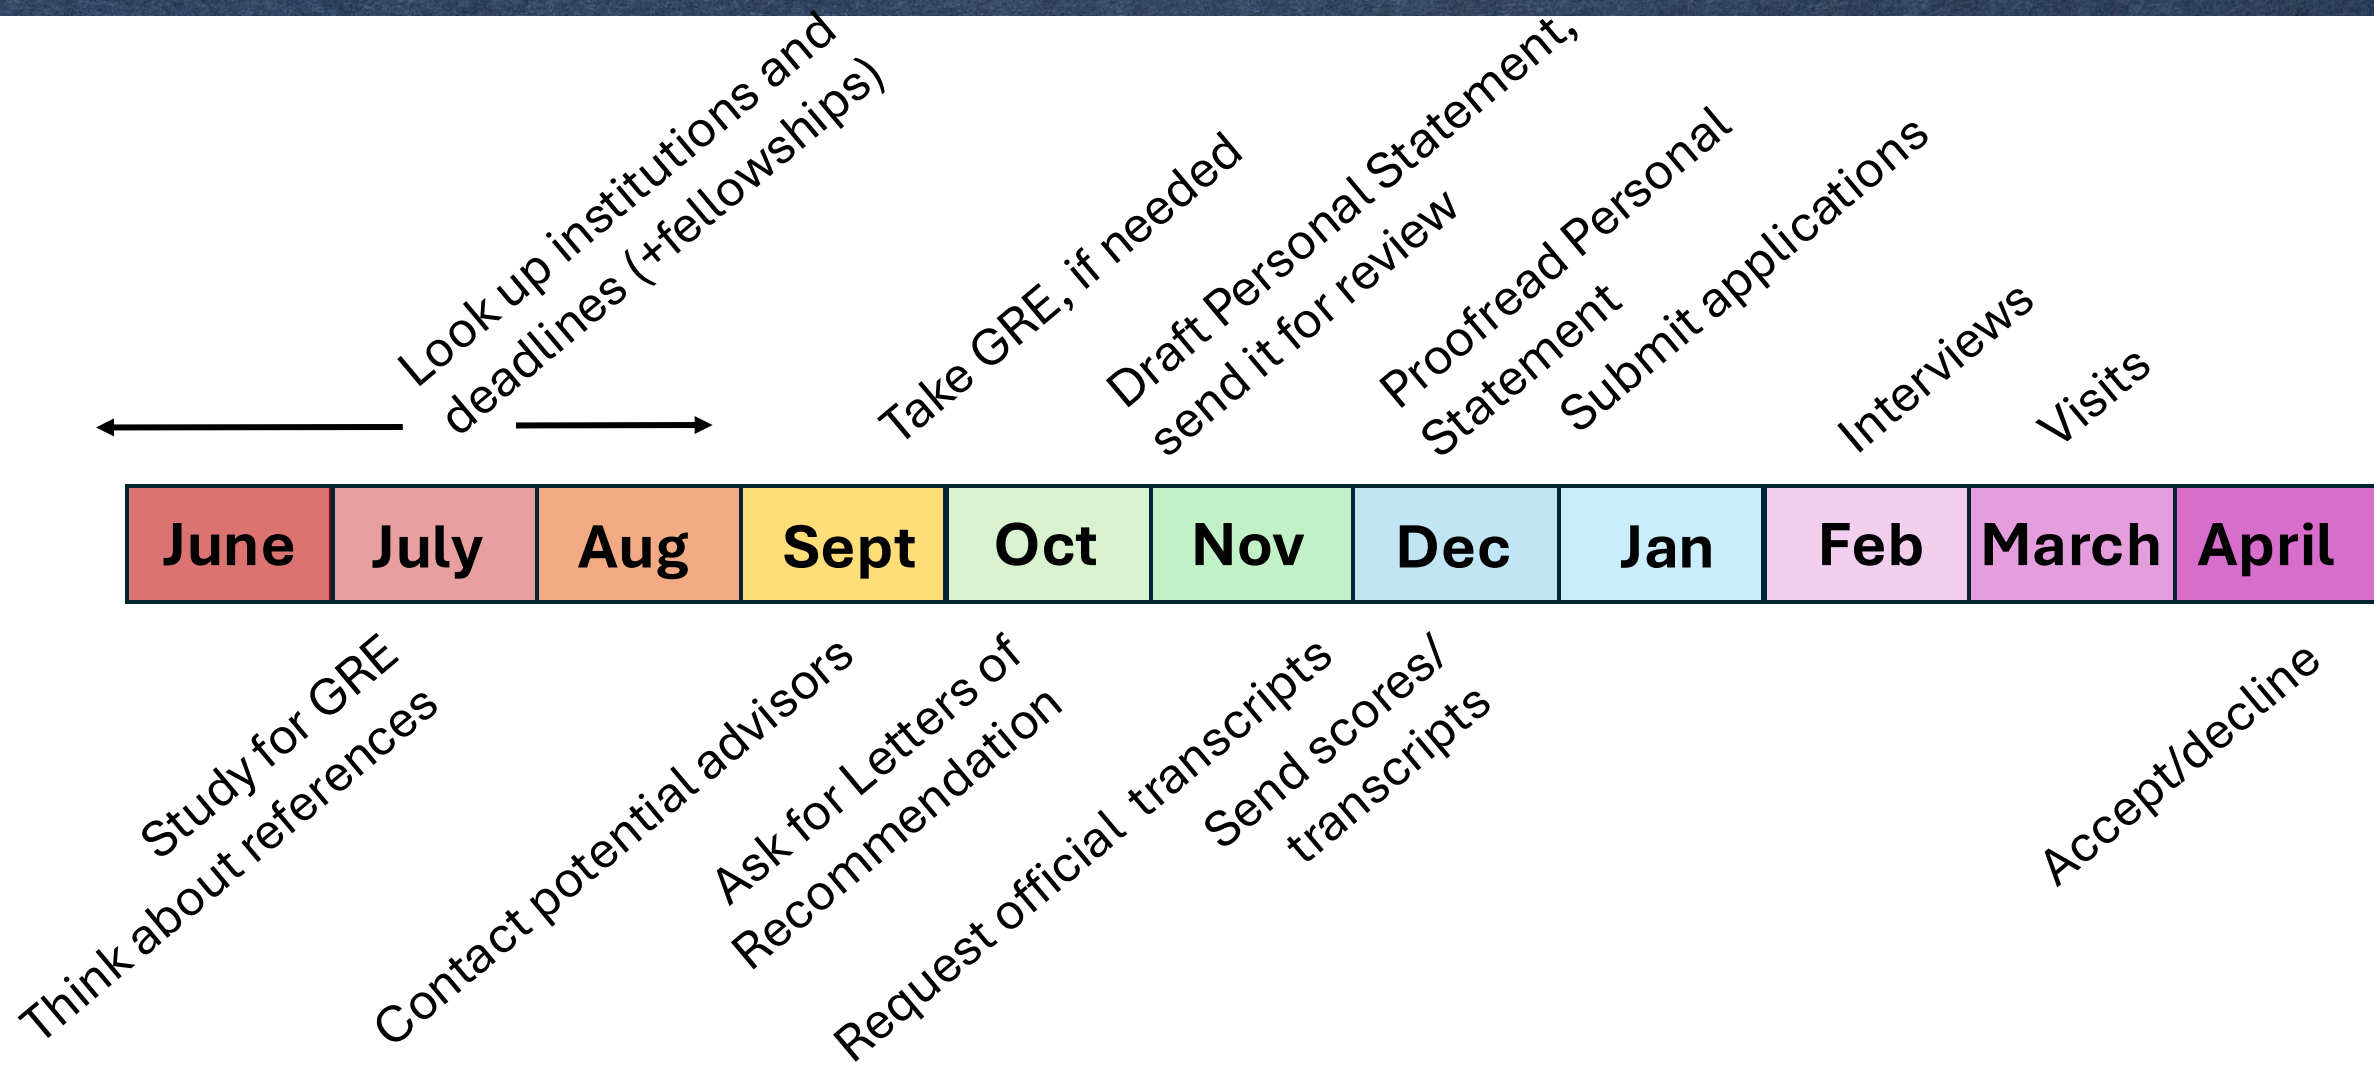 Look up institutions and
deadlines (+fellowships)
Take GRE, if needed
Draft Personal Statement,
send it for review
Proofread Personal
Statement
Submit applications
Interviews
Visits
June
July
Aug
Sept
Oct
Nov
Dec
Jan
Feb
March
April
Study for GRE
Think about references
Contact potential advisors
Ask for Letters of
Recommendation
Request official transcripts
Send scores/
transcripts
Accept/decline